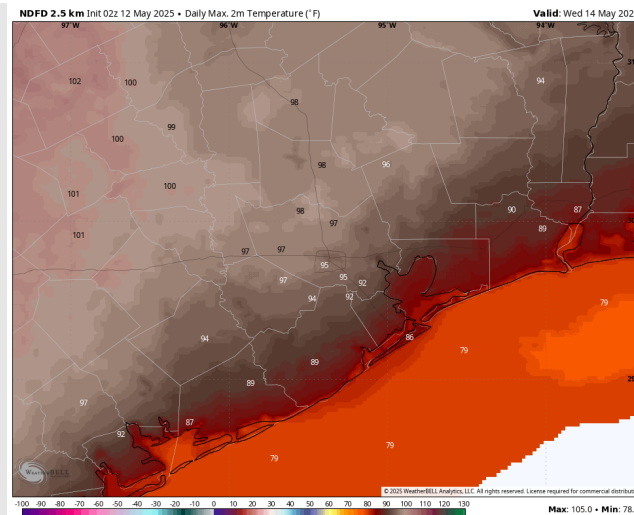 NDFD 2.5 km Init 02z 12 May 2025 • Daily Max. 2m Temperature (°F)
Valid: Wed 14 May 202
97°W 96°W 95°W 94°W
102 100 94 31
98
99
100
98 96
100
101
98 90 87
97 89
101
97 97
95
97 95 92
94 92
79
86
94 79
89
89
97
87
92
79 79
WEATHERBELL
© 2025 WeatherBELL Analytics, LLC. All rights reserved. License required for commercial distribut
-100 -90 -80 -70 -60 -50 -40 -30 -20 -10 0 10 20 30 40 50 60 70 80 90 100 110 120 130
Max: 105.0 • Min: 78.